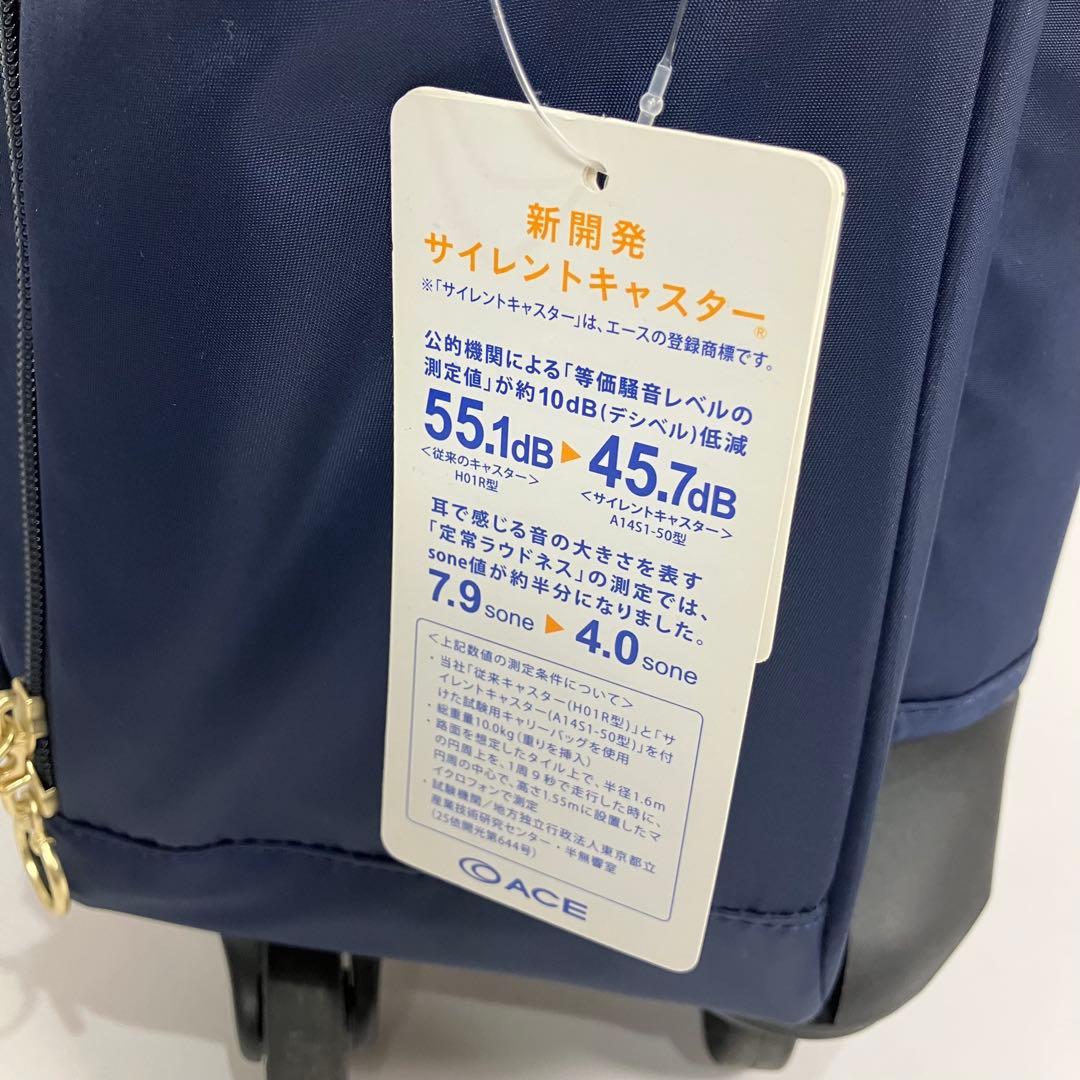 新開発
サイレントキャスター®
※「サイレントキャスター」は、エースの登録商標です。
公的機関による「等価騒音レベルの
測定値」が約10dB(デシベル)低減
55.1dB ▶ 45.7dB
<従来のキャスター> <サイレントキャスター>
H01R型 A14S1-50型
耳で感じる音の大きさを表す
「定常ラウドネス」の測定では、
sone値が約半分になりました。
7.9 sone ▶ 4.0 sone
<上記数値の測定条件について>
・当社「従来キャスター(H01R型)」と「サ
イレントキャスター(A14S1-50型)」を付
けた試験用キャリーバッグを使用
・総重量10.0kg(重りを挿入)
・路面を想定したタイル上で、半径1.6m
の円周上を、1周9秒で走行した時に、
円周の中心で、高さ1.55mに設置したマ
イクロフォンで測定
・試験機関/地方独立行政法人東京都立
産業技術研究センター・半無響室
(25依開光第644号)
ACE